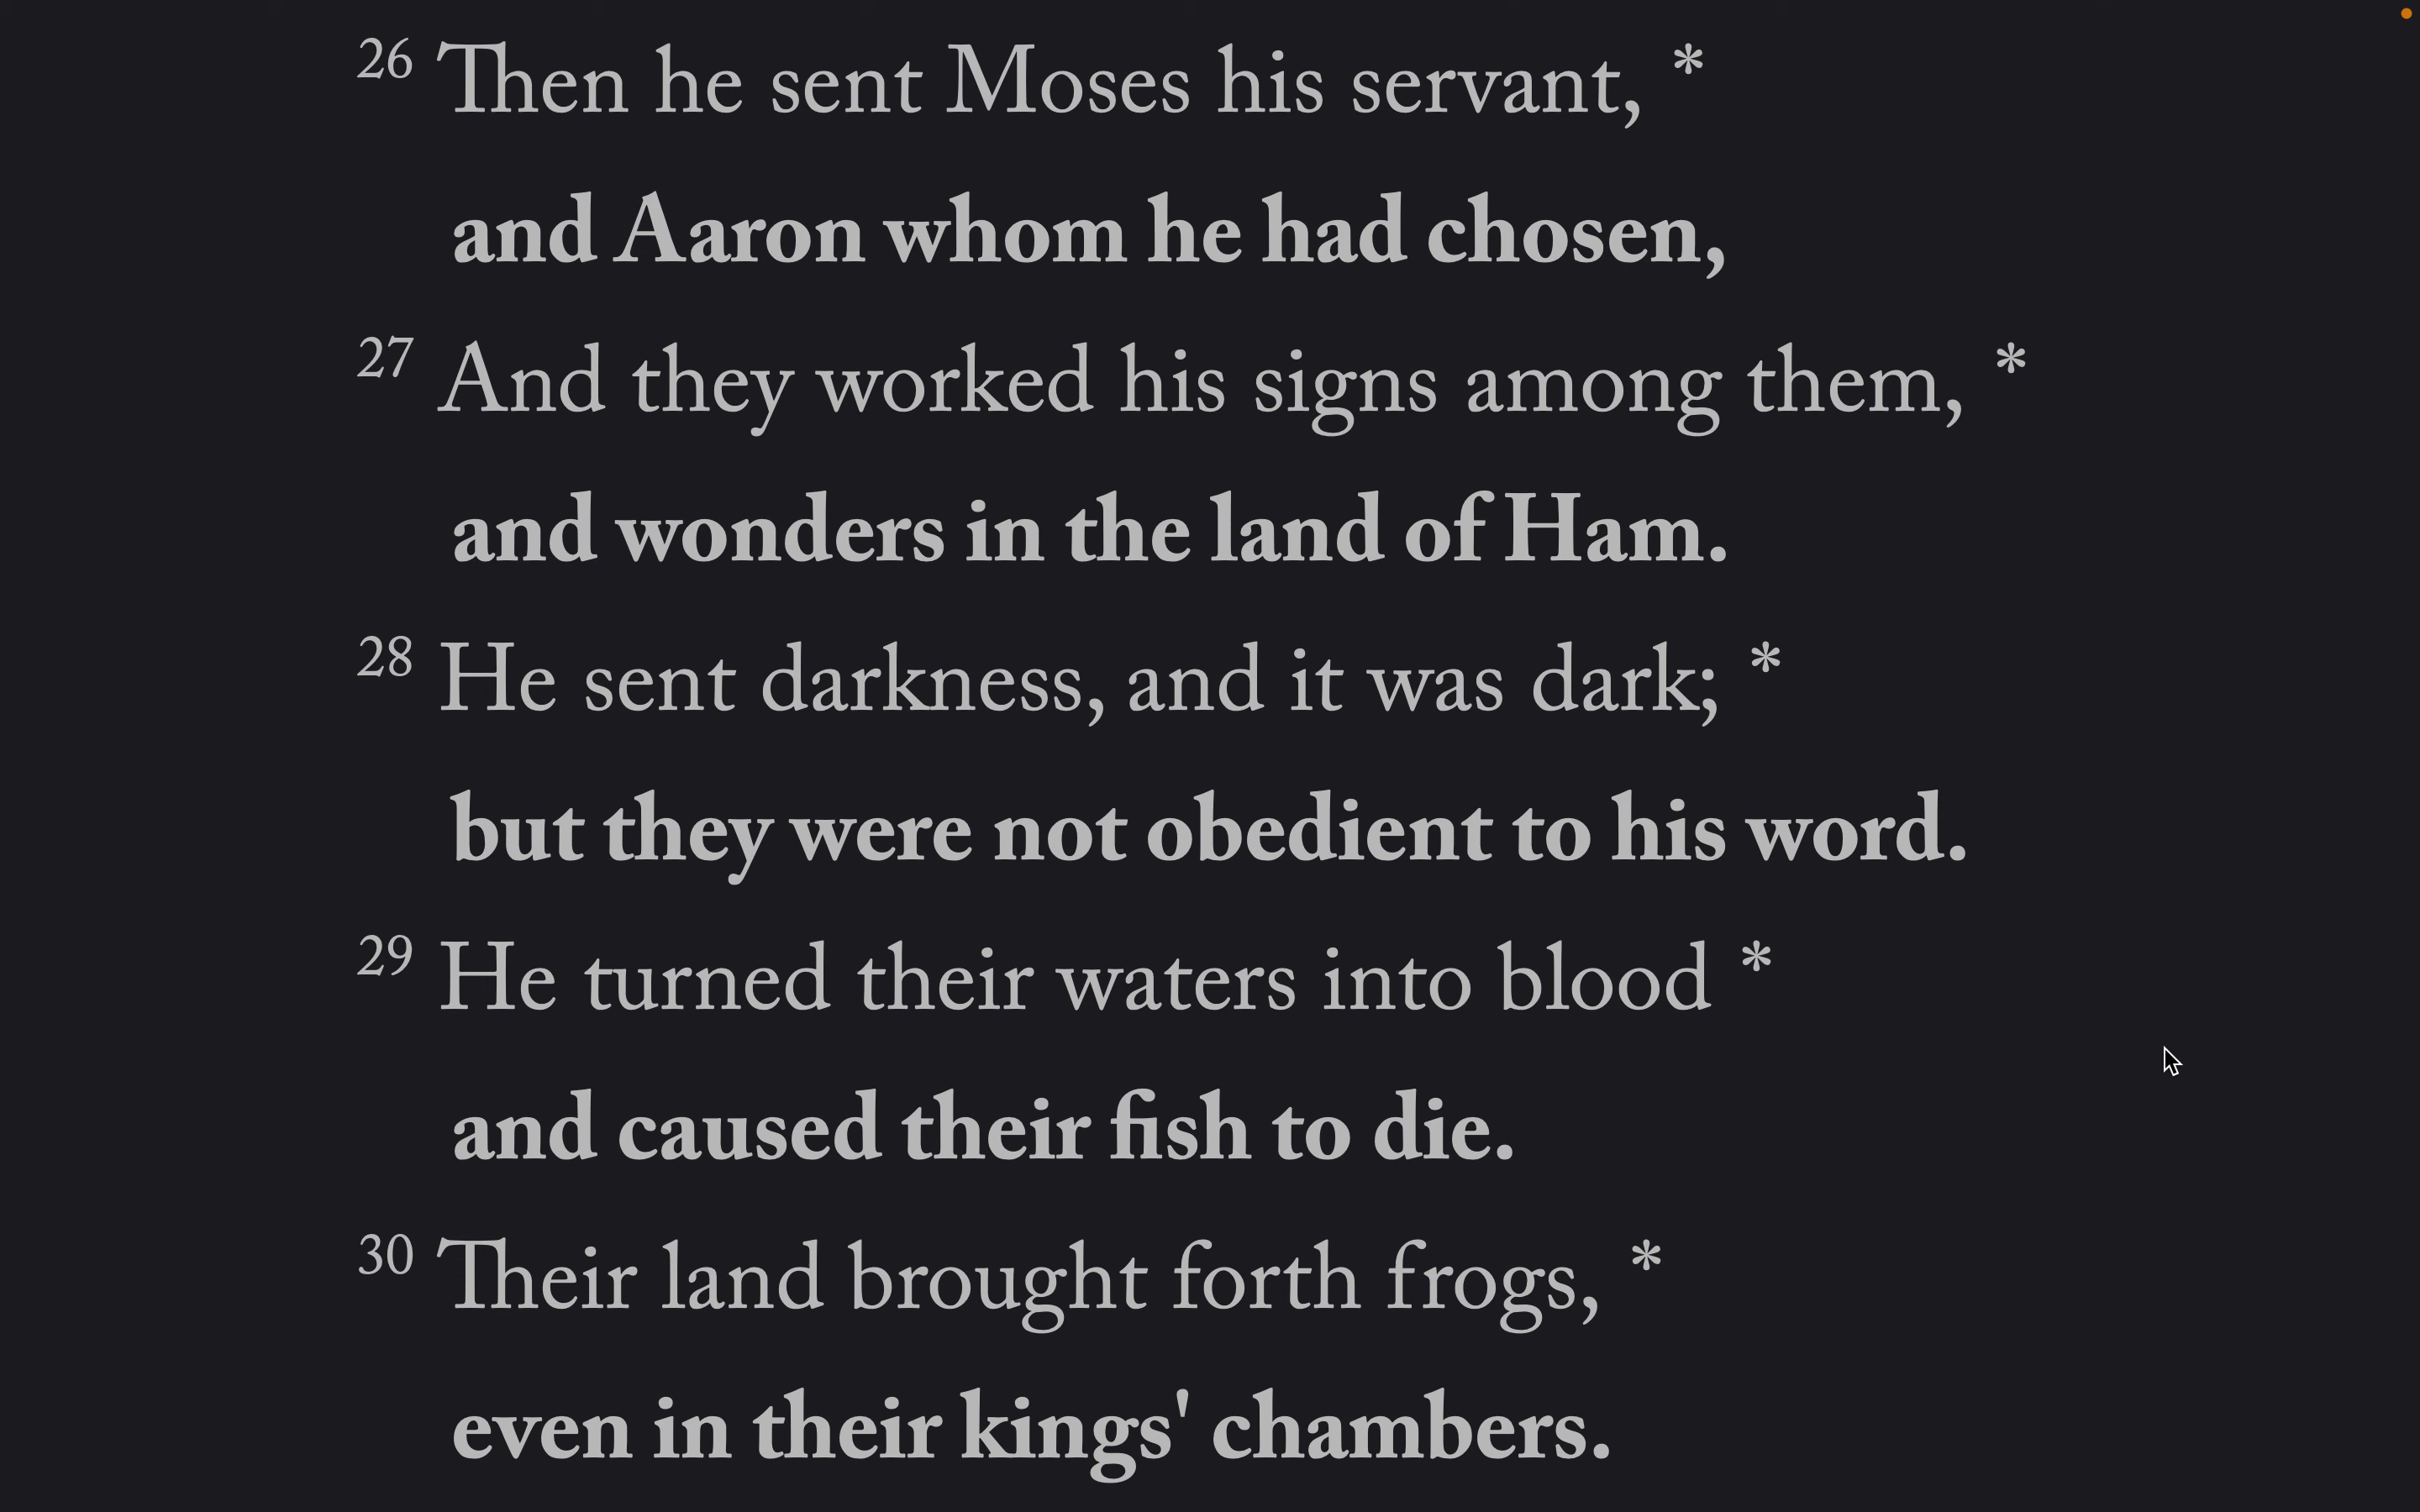 26 Then he sent Moses his servant, *
and Aaron whom he had chosen,
27 And they worked his signs among them, *
and wonders in the land of Ham.
28 He sent darkness, and it was dark; *
but they were not obedient to his word.
29 He turned their waters into blood *
and caused their fish to die.
30 Their land brought forth frogs, *
even in their kings' chambers.